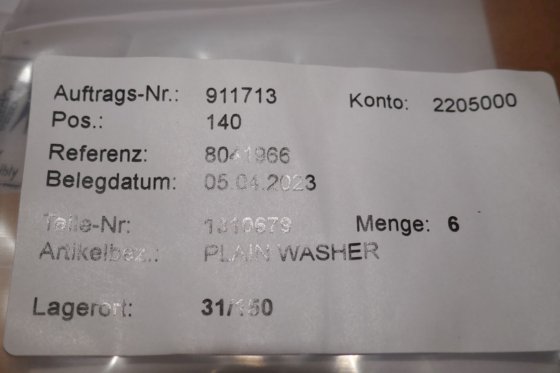 Auftrags-Nr.: 911713 Konto: 2205000
Pos.: 140
Referenz: 8041966
Belegdatum: 05.04.2023
Teile-Nr: 1310679 Menge: 6
Artikelbez.: PLAIN WASHER
Lagerort: 31/150